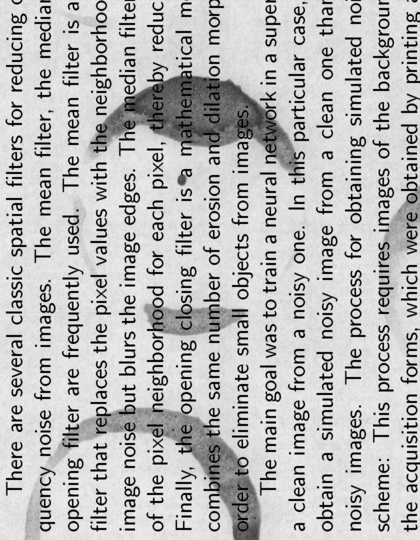 There are several classic spatial filters for reducing
quency noise from images. The mean filter, the median
opening filter are frequently used. The mean filter is a
filter that replaces the pixel values with the neighborhoo
image noise but blurs the image edges. The median filter
of the pixel neighborhood for each pixel, thereby reduc
Finally, the opening closing filter is a mathematical m
combines the same number of erosion and dilation morp
order to eliminate small objects from images.
The main goal was to train a neural network in a super
a clean image from a noisy one. In this particular case,
obtain a simulated noisy image from a clean one than
noisy images. The process for obtaining simulated noi
scheme: This process requires images of the backgroun
the acquisition forms, which were obtained by printing